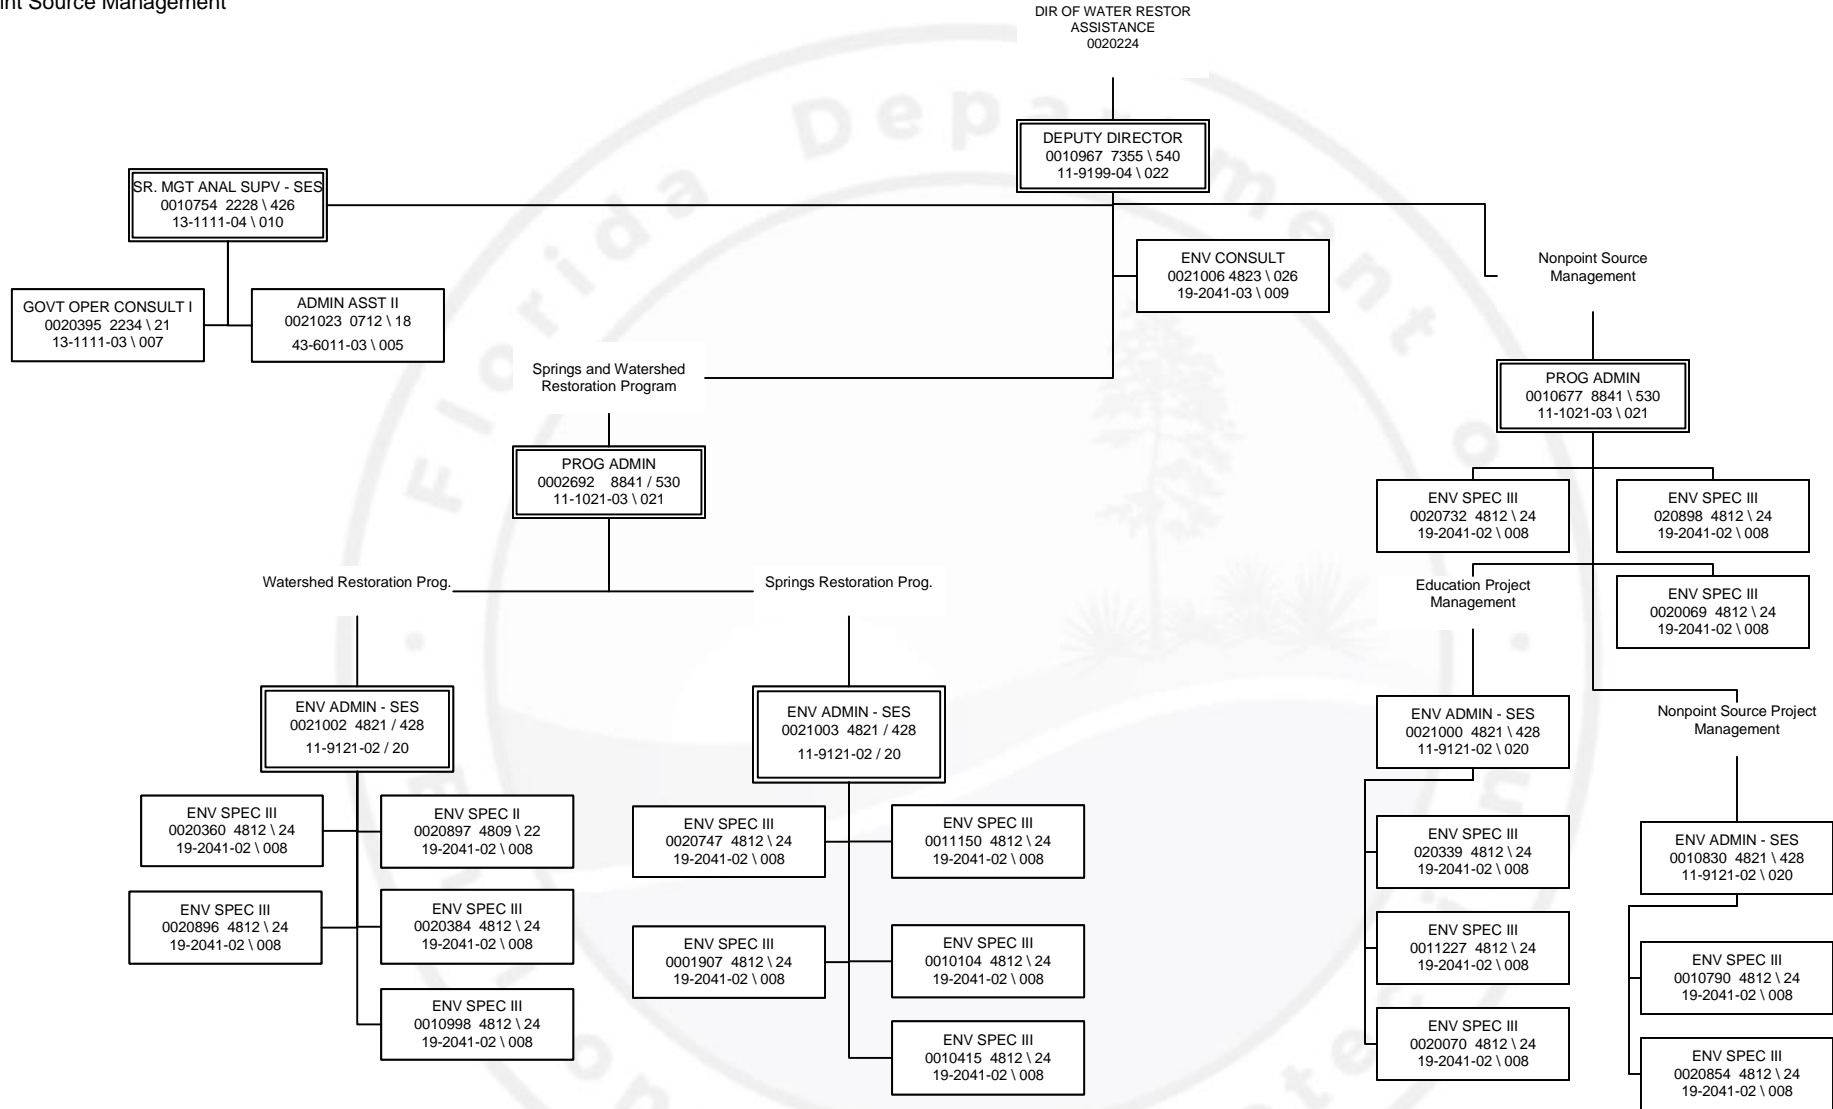 int Source Management
DIR OF WATER RESTOR
ASSISTANCE
0020224
DEPUTY DIRECTOR
0010967 7355 \ 540
11-9199-04 \ 022
SR. MGT ANAL SUPV - SES
0010754 2228 \ 426
13-1111-04 \ 010
ENV CONSULT
0021006 4823 \ 026
19-2041-03 \ 009
Nonpoint Source
Management
GOVT OPER CONSULT I
0020395 2234 \ 21
13-1111-03 \ 007
ADMIN ASST II
0021023 0712 \ 18
43-6011-03 \ 005
Springs and Watershed
Restoration Program
PROG ADMIN
0010677 8841 \ 530
11-1021-03 \ 021
PROG ADMIN
0002692 8841 / 530
11-1021-03 \ 021
ENV SPEC III
0020732 4812 \ 24
19-2041-02 \ 008
ENV SPEC III
020898 4812 \ 24
19-2041-02 \ 008
Watershed Restoration Prog.
Springs Restoration Prog.
Education Project
Management
ENV SPEC III
0020069 4812 \ 24
19-2041-02 \ 008
ENV ADMIN - SES
0021002 4821 / 428
11-9121-02 / 20
ENV ADMIN - SES
0021003 4821 / 428
11-9121-02 / 20
ENV ADMIN - SES
0021000 4821 \ 428
11-9121-02 \ 020
Nonpoint Source Project
Management
ENV SPEC III
0020360 4812 \ 24
19-2041-02 \ 008
ENV SPEC II
0020897 4809 \ 22
19-2041-02 \ 008
ENV SPEC III
0020747 4812 \ 24
19-2041-02 \ 008
ENV SPEC III
0011150 4812 \ 24
19-2041-02 \ 008
ENV SPEC III
020339 4812 \ 24
19-2041-02 \ 008
ENV ADMIN - SES
0010830 4821 \ 428
11-9121-02 \ 020
ENV SPEC III
0020896 4812 \ 24
19-2041-02 \ 008
ENV SPEC III
0020384 4812 \ 24
19-2041-02 \ 008
ENV SPEC III
0001907 4812 \ 24
19-2041-02 \ 008
ENV SPEC III
0010104 4812 \ 24
19-2041-02 \ 008
ENV SPEC III
0011227 4812 \ 24
19-2041-02 \ 008
ENV SPEC III
0010790 4812 \ 24
19-2041-02 \ 008
ENV SPEC III
0010998 4812 \ 24
19-2041-02 \ 008
ENV SPEC III
0010415 4812 \ 24
19-2041-02 \ 008
ENV SPEC III
0020070 4812 \ 24
19-2041-02 \ 008
ENV SPEC III
0020854 4812 \ 24
19-2041-02 \ 008
Florida Department o